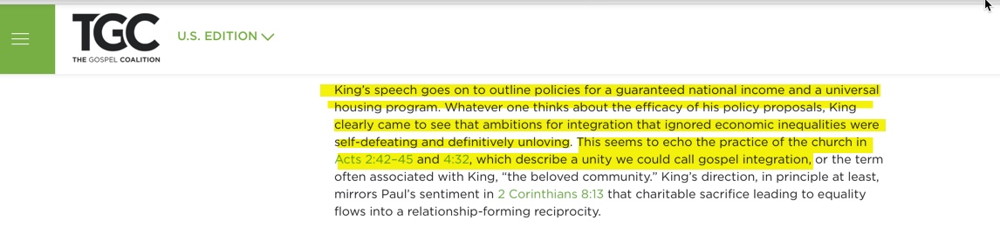 TGC
THE GOSPEL COALITION
U.S. EDITION
King's speech goes on to outline policies for a guaranteed national income and a universal
housing program. Whatever one thinks about the efficacy of his policy proposals, King
clearly came to see that ambitions for integration that ignored economic inequalities were
self-defeating and definitively unloving. This seems to echo the practice of the church in
Acts 2:42–45 and 4:32, which describe a unity we could call gospel integration, or the term
often associated with King, “the beloved community.” King's direction, in principle at least,
mirrors Paul's sentiment in 2 Corinthians 8:13 that charitable sacrifice leading to equality
flows into a relationship-forming reciprocity.